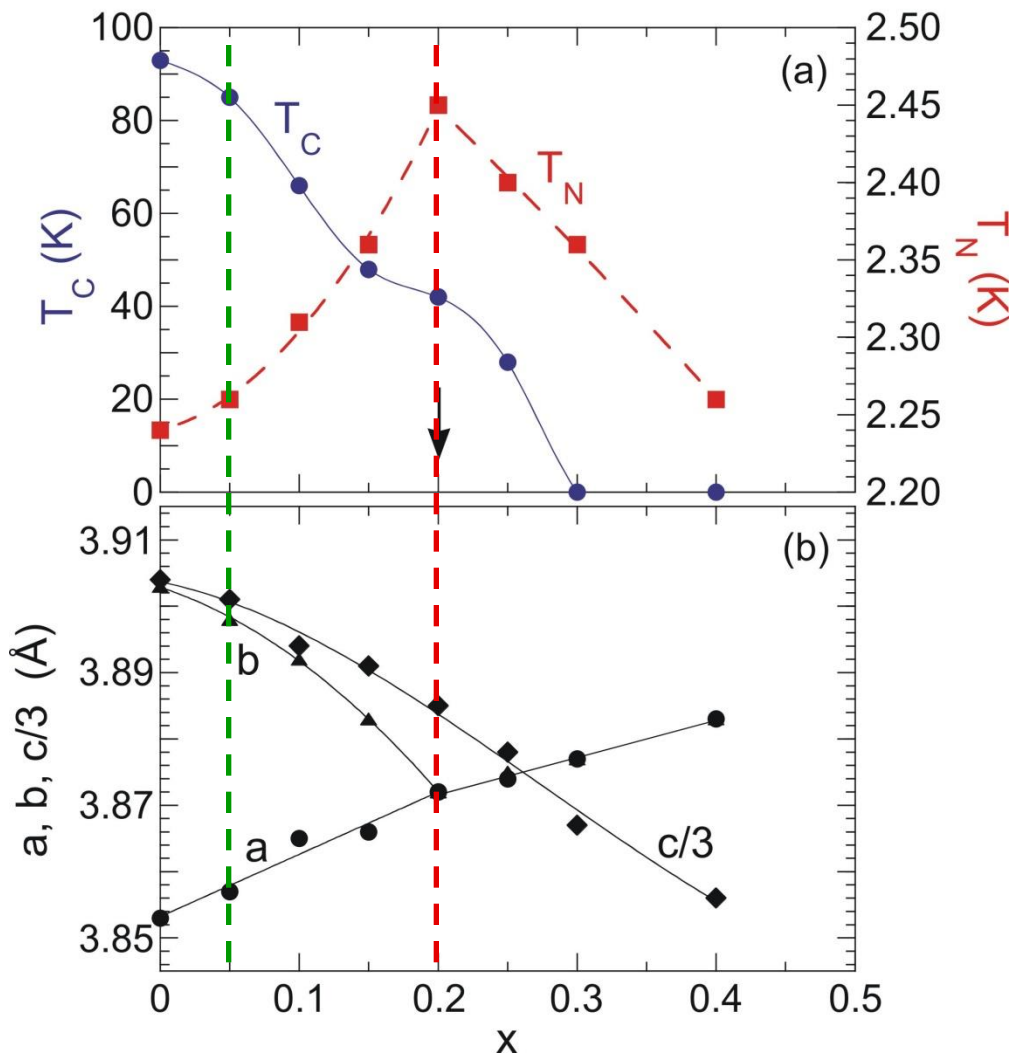 (a)
T_C (K)
100
80
60
40
20
0
T_C
T_N
2.50
2.45
2.40
2.35
2.30
2.25
2.20
T_N (K)
(b)
a, b, c/3 (Å)
3.91
3.89
3.87
3.85
b
a
c/3
0 0.1 0.2 0.3 0.4 0.5
x